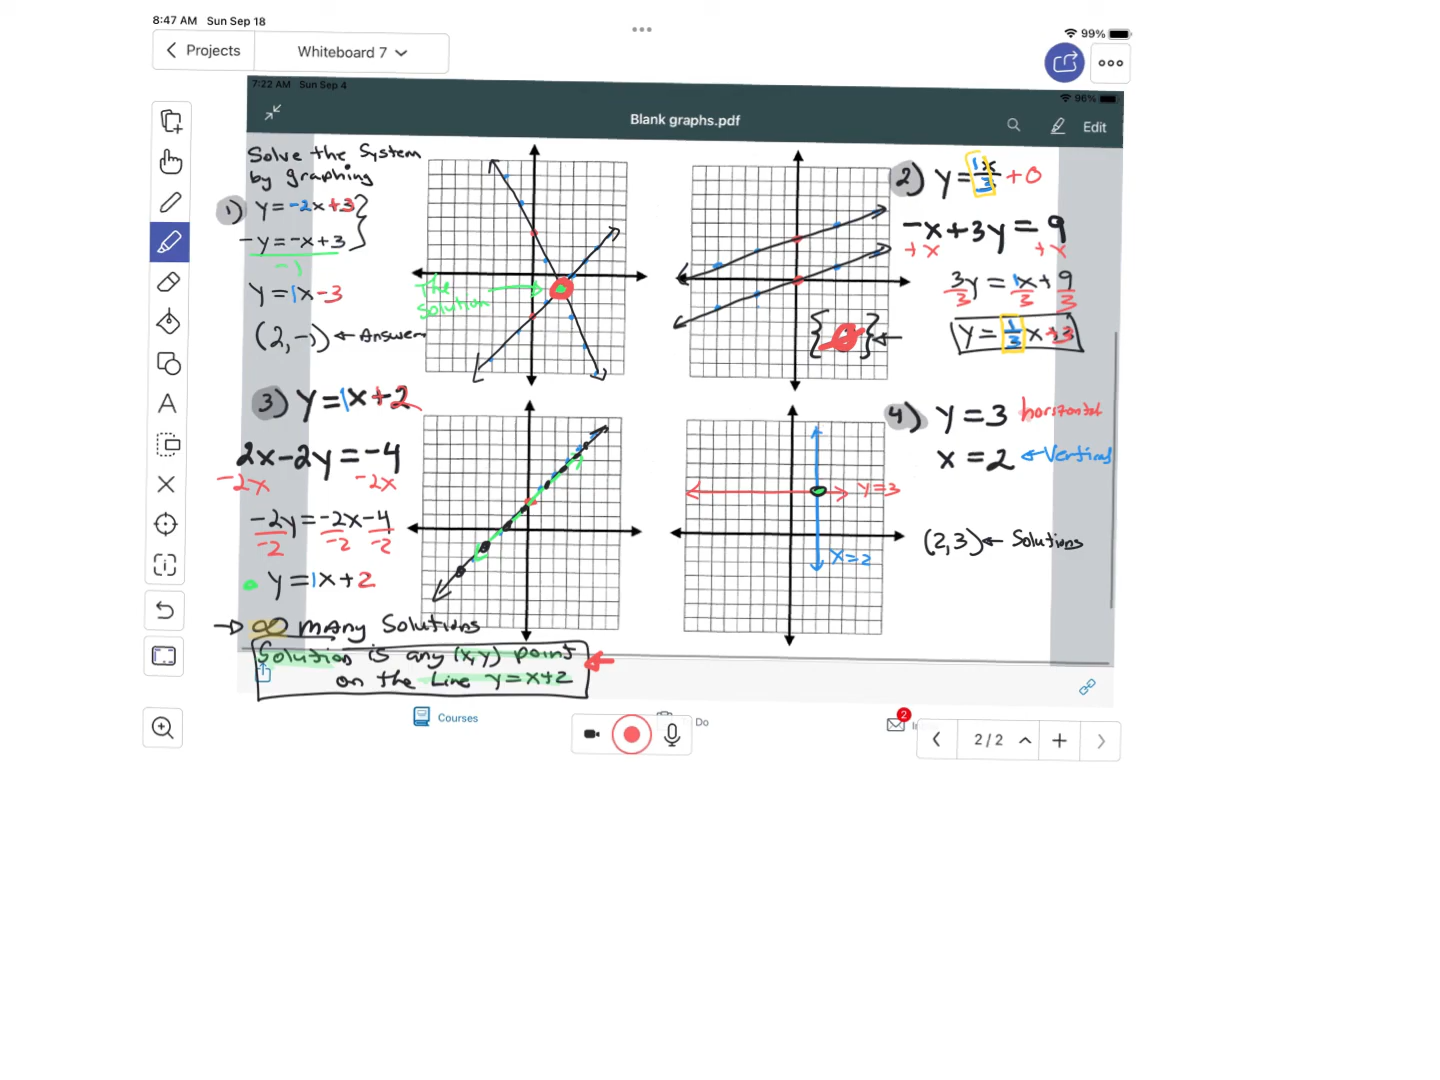 8:47 AM Sun Sep 18
99%
Projects
Whiteboard 7
7:22 AM Sun Sep 4
96%
Blank graphs.pdf
Edit
Solve the System
by graphing
1) y = -2x+3
-y = -x+3
-1
y = 1x-3
(2,-1) ← Answer
The
Solution
2) y = 1x/3 +0
-x+3y = 9
+x +x
3y = 1x + 9
3 3 3
y = 1/3 x +3
{ ∅ } ←
3) y = 1x+2
2x-2y = -4
-2x -2x
-2y = -2x-4
-2 -2 -2
y = 1x+2
→ ∞ many Solutions
Solution is any (x,y) point
on the Line y=x+2
4) y = 3 horizontal
x = 2 ← Vertical
y=3
x=2
(2,3) ← Solutions
Courses
Do
2
I
2/2